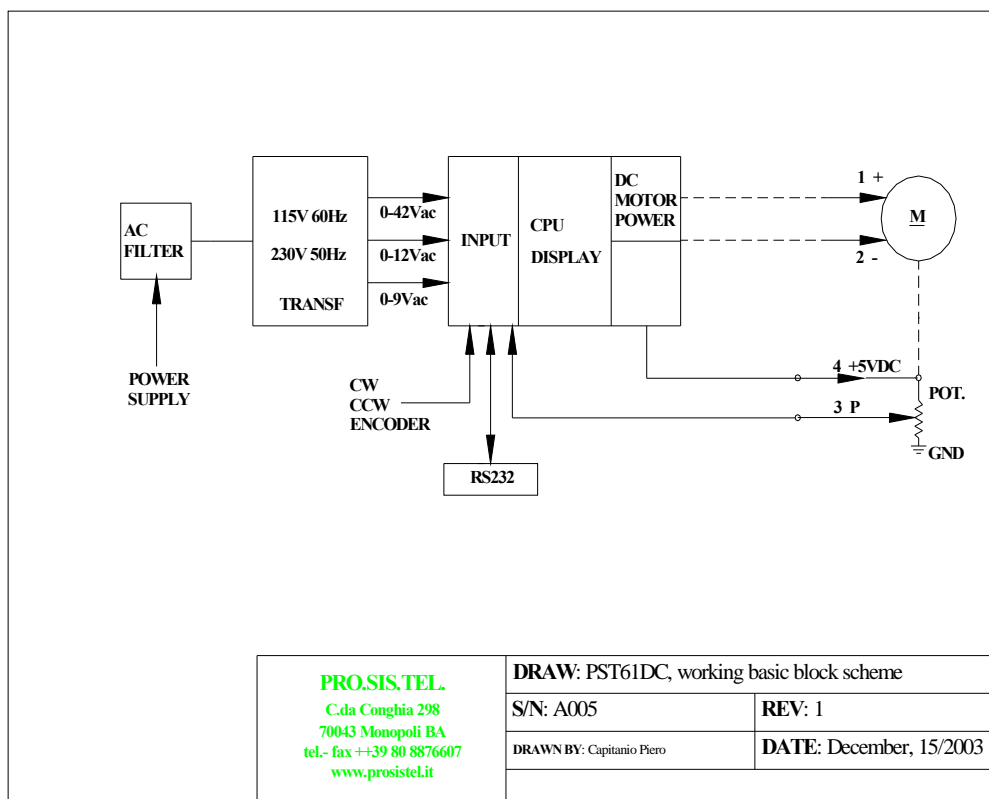 AC
FILTER
POWER
SUPPLY
115V 60Hz
230V 50Hz
TRANSF
0-42Vac
0-12Vac
0-9Vac
INPUT
CPU
DISPLAY
DC
MOTOR
POWER
1 +
2 -
M
CW
CCW
ENCODER
RS232
4 +5VDC
3 P
POT.
GND
PRO.SIS.TEL.
C.da Conghia 298
70043 Monopoli BA
tel.- fax ++39 80 8876607
www.prosistel.it
DRAW: PST61DC, working basic block scheme
S/N: A005
REV: 1
DRAWN BY: Capitanio Piero
DATE: December, 15/2003